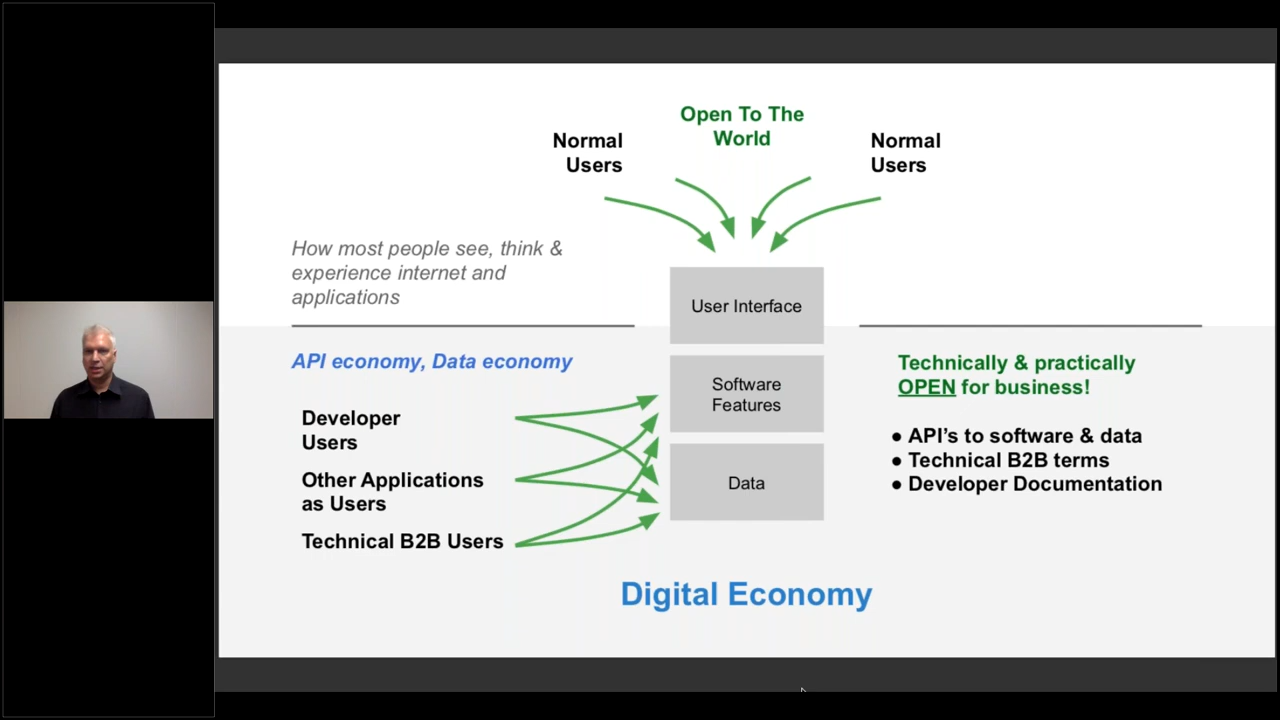 Open To The
World
Normal
Users
Normal
Users
How most people see, think &
experience internet and
applications
User Interface
API economy, Data economy
Technically & practically
OPEN for business!
Software
Features
Developer
Users
● API’s to software & data
● Technical B2B terms
● Developer Documentation
Other Applications
as Users
Data
Technical B2B Users
Digital Economy